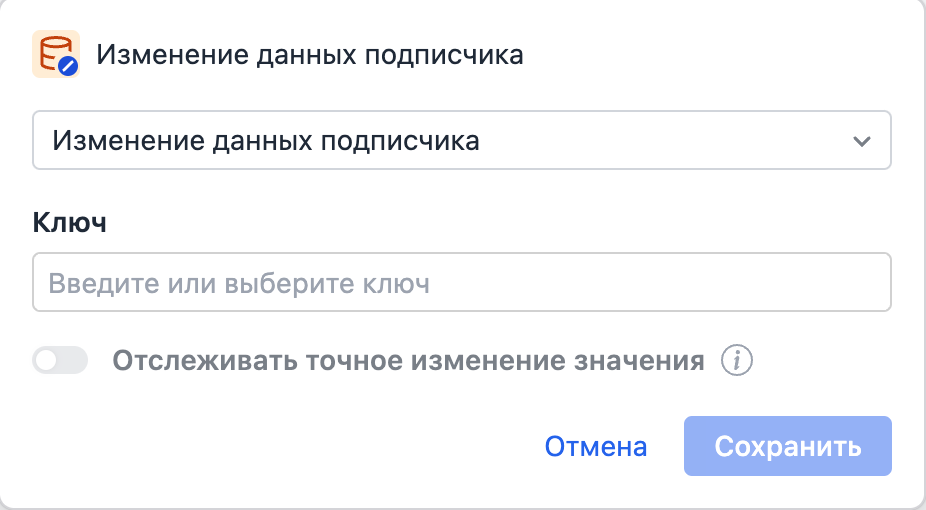 Изменение данных подписчика
Изменение данных подписчика
Ключ
Введите или выберите ключ
Отслеживать точное изменение значения i
Отмена Сохранить